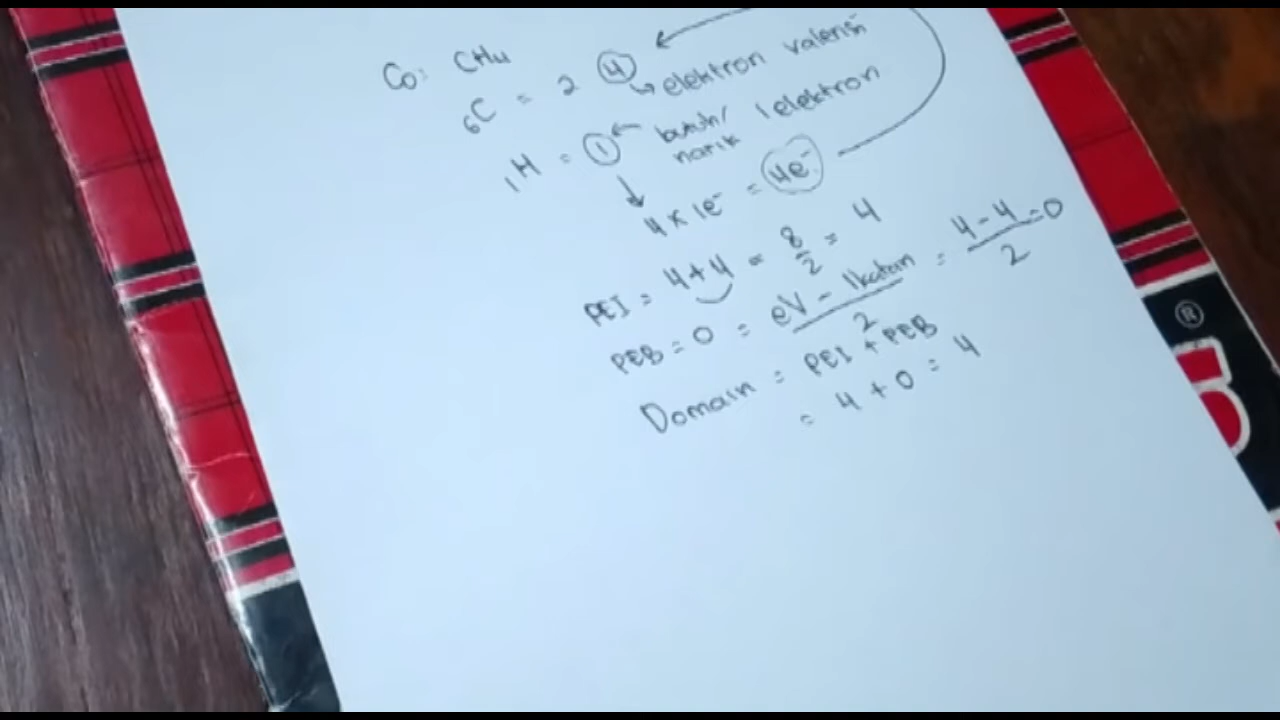 Co: CH4
6C = 2 4 ↳ elektron valensi
1H = 1 ← butuh/ narik 1 elektron
↓
4 x 1e⁻ = 4e⁻
PEI = 4+4 = 8/2 = 4
PEB = 0 = eV - Ikatan / 2 = 4-4 / 2 = 0
Domain = PEI + PEB
= 4 + 0 = 4
®